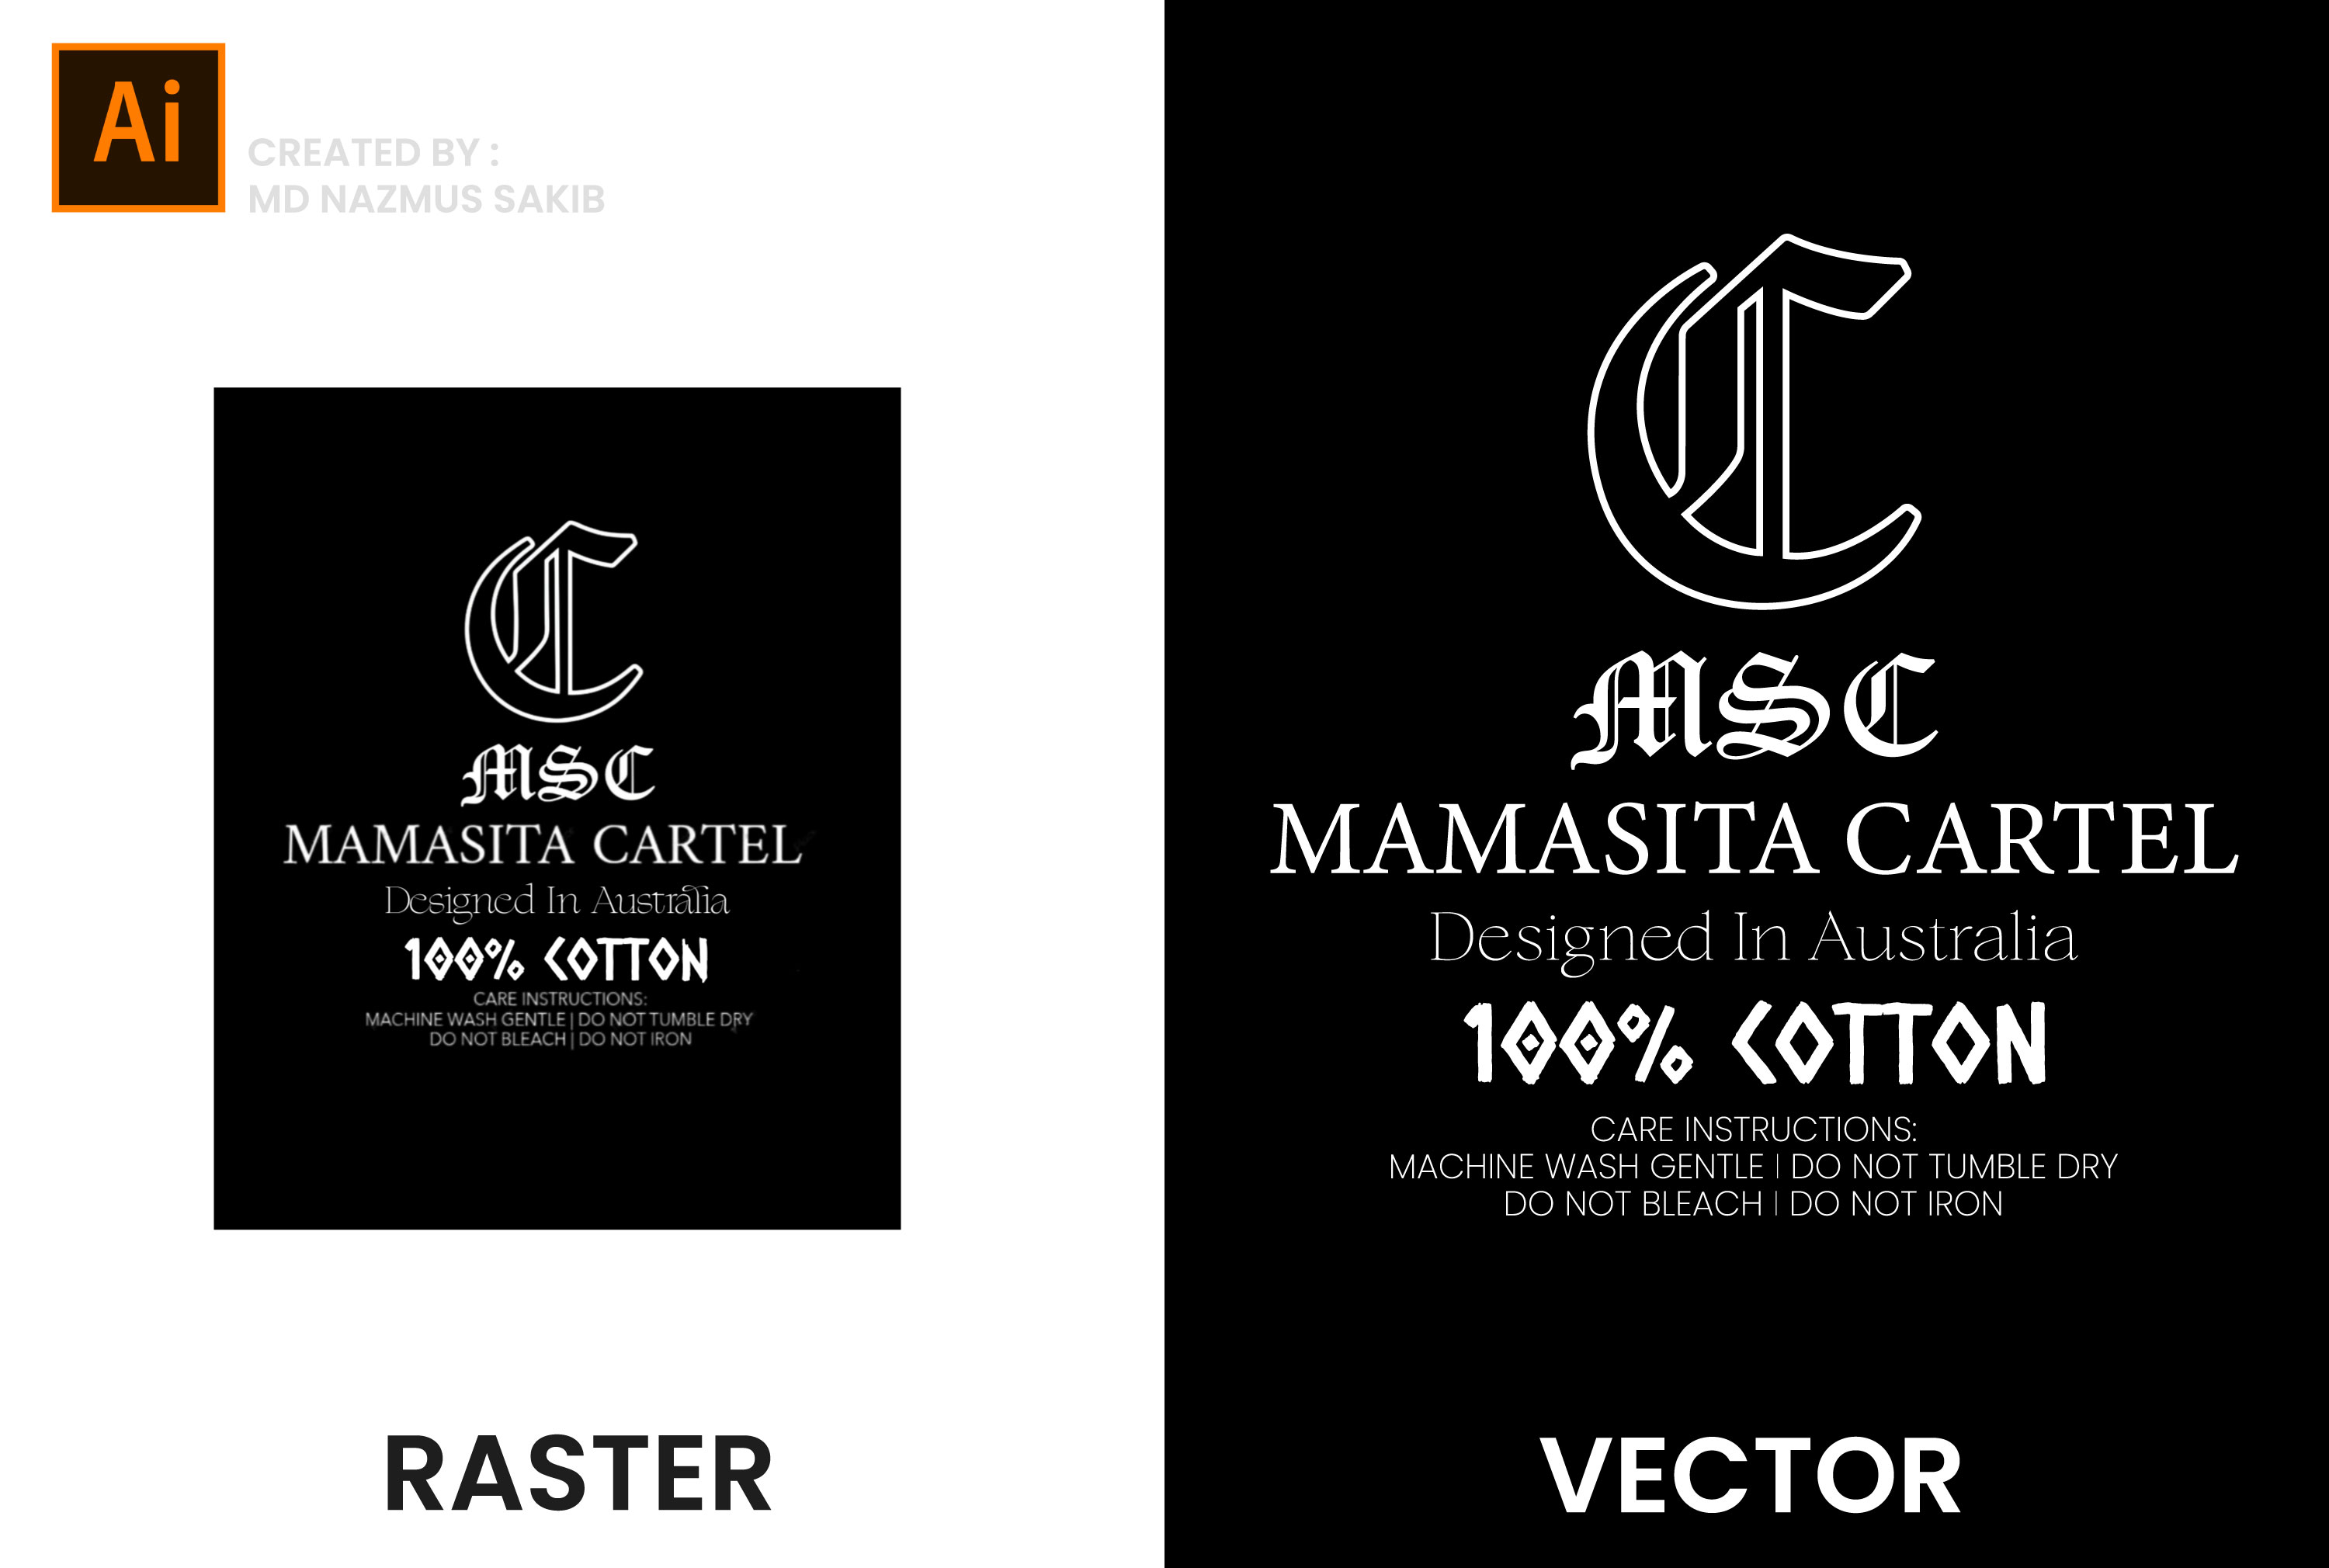 Ai
CREATED BY :
MD NAZMUS SAKIB
C
MSC
MAMASITA CARTEL
Designed In Australia
100% COTTON
CARE INSTRUCTIONS:
MACHINE WASH GENTLE | DO NOT TUMBLE DRY
DO NOT BLEACH | DO NOT IRON
RASTER
C
MSC
MAMASITA CARTEL
Designed In Australia
100% COTTON
CARE INSTRUCTIONS:
MACHINE WASH GENTLE | DO NOT TUMBLE DRY
DO NOT BLEACH | DO NOT IRON
VECTOR